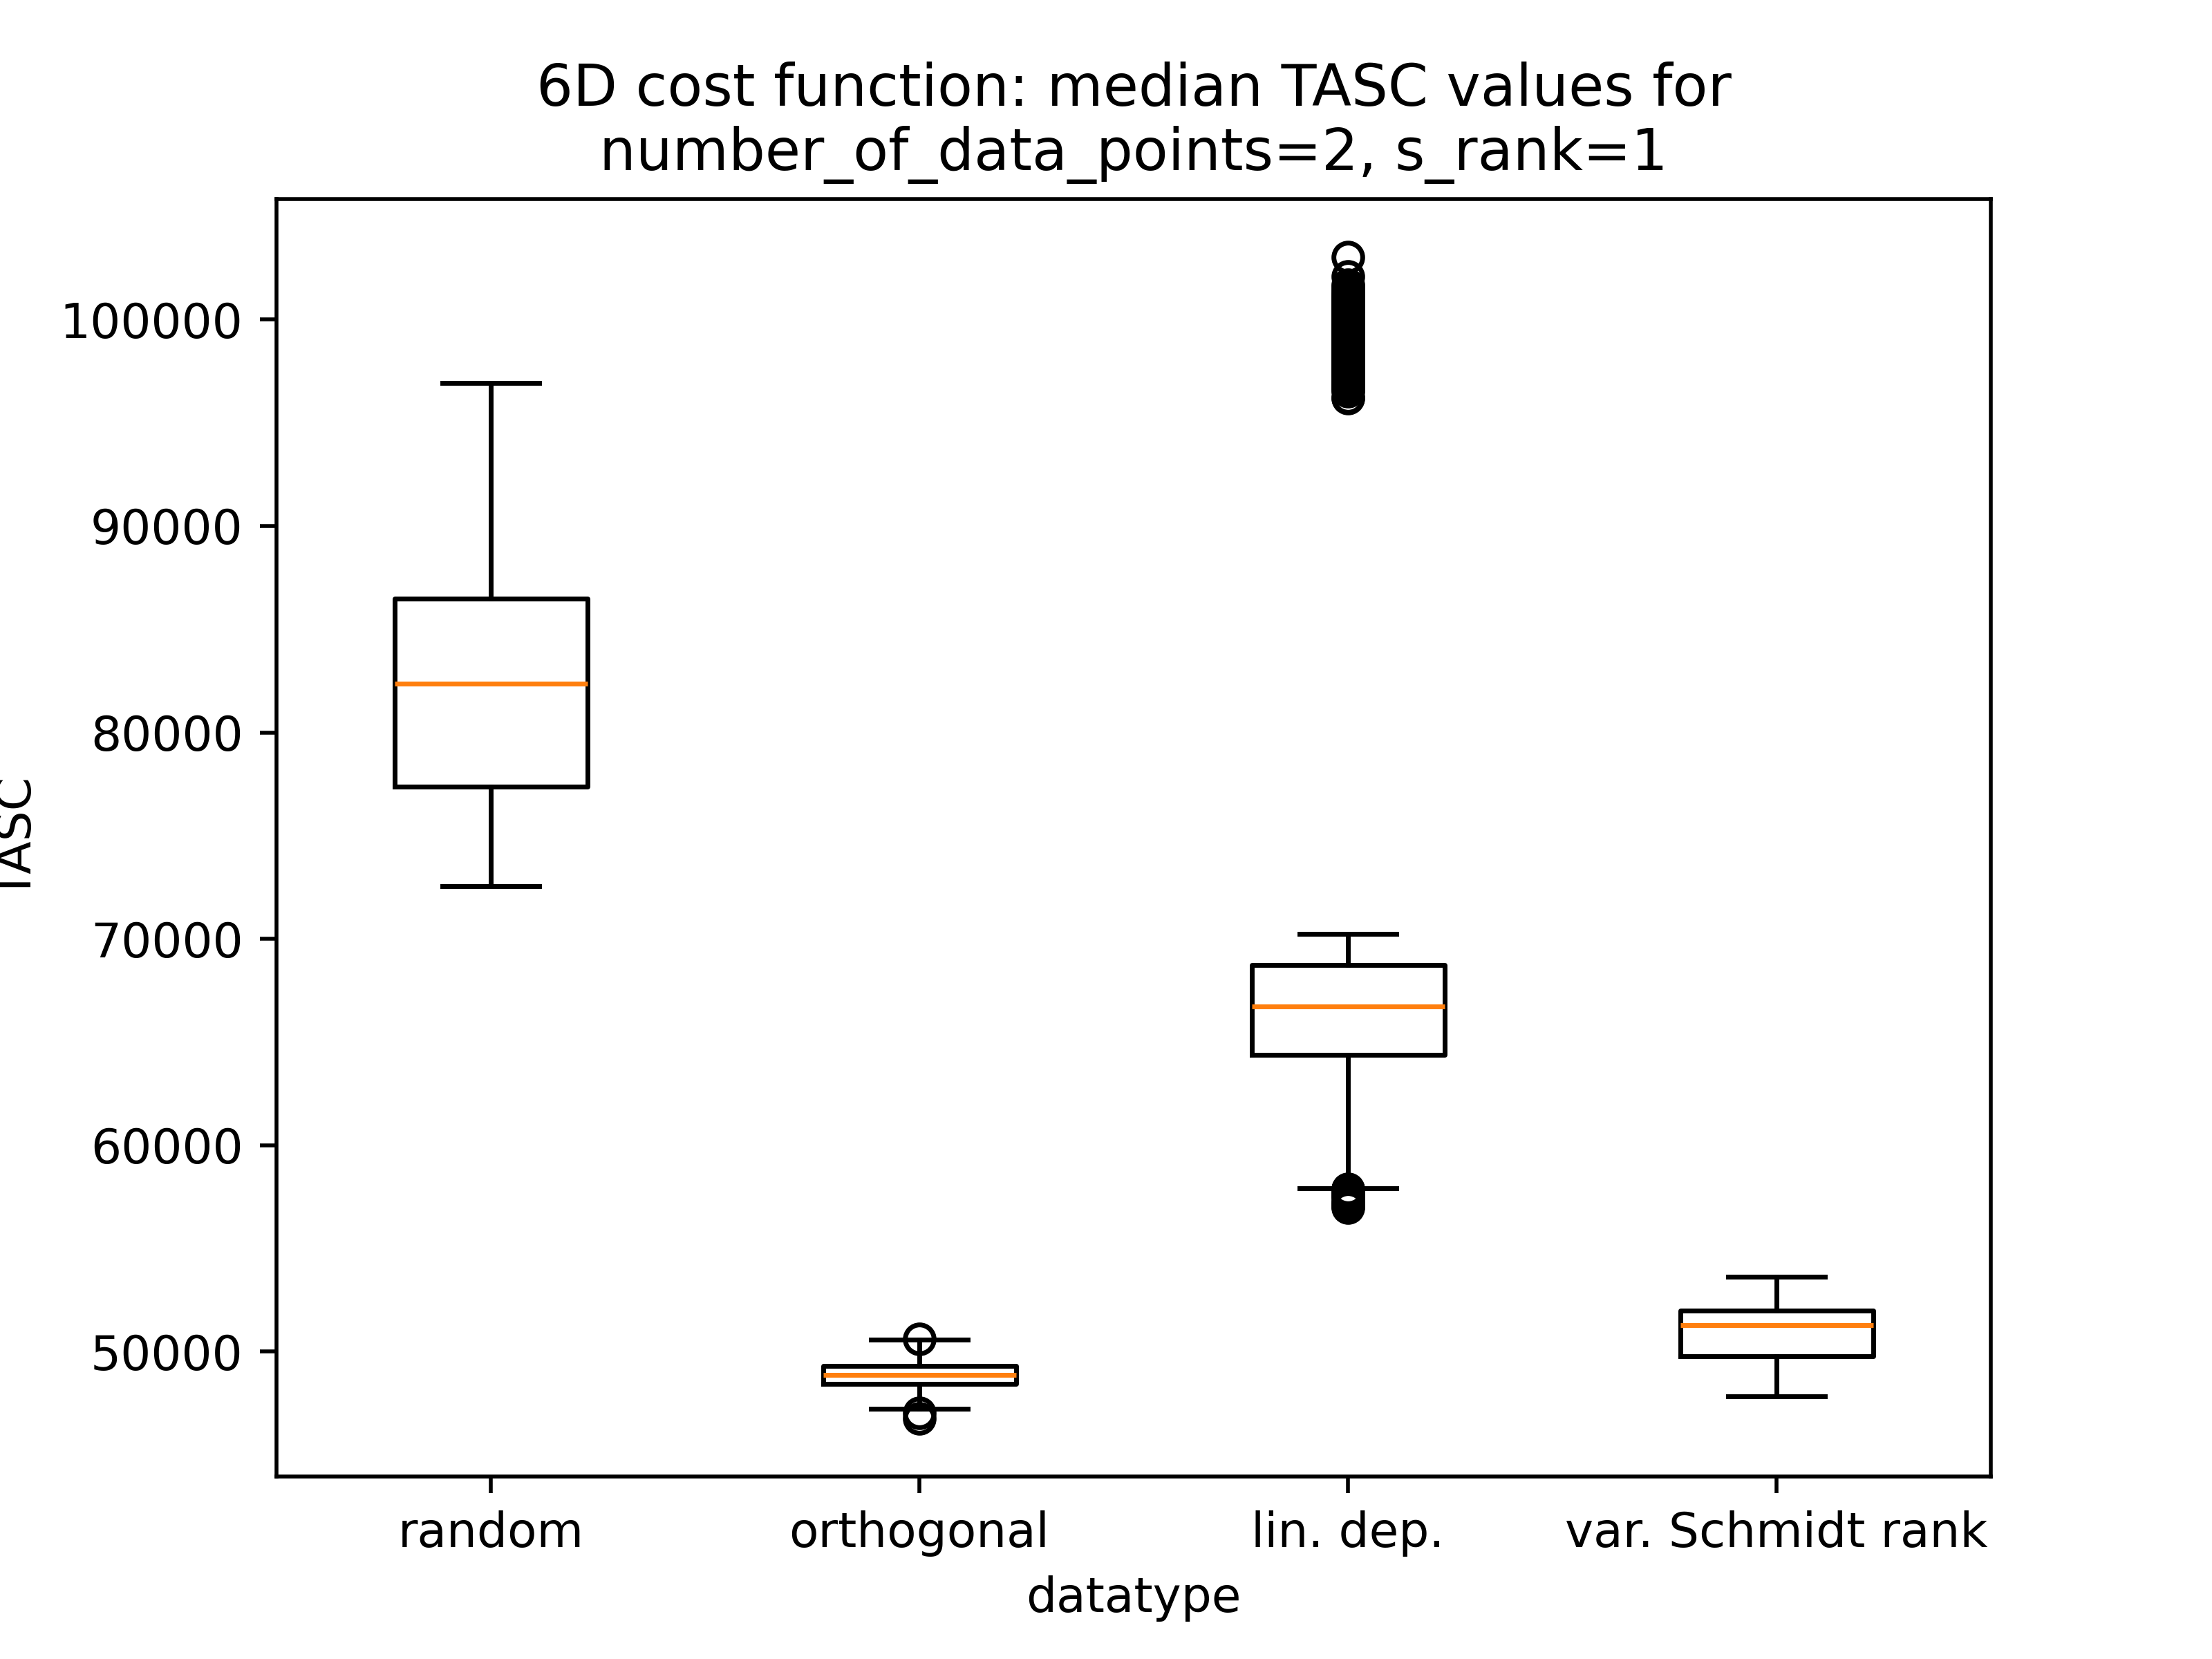 6D cost function: median TASC values for
number_of_data_points=2, s_rank=1
100000
90000
80000
70000
60000
50000
TASC
random
orthogonal
lin. dep.
var. Schmidt rank
datatype